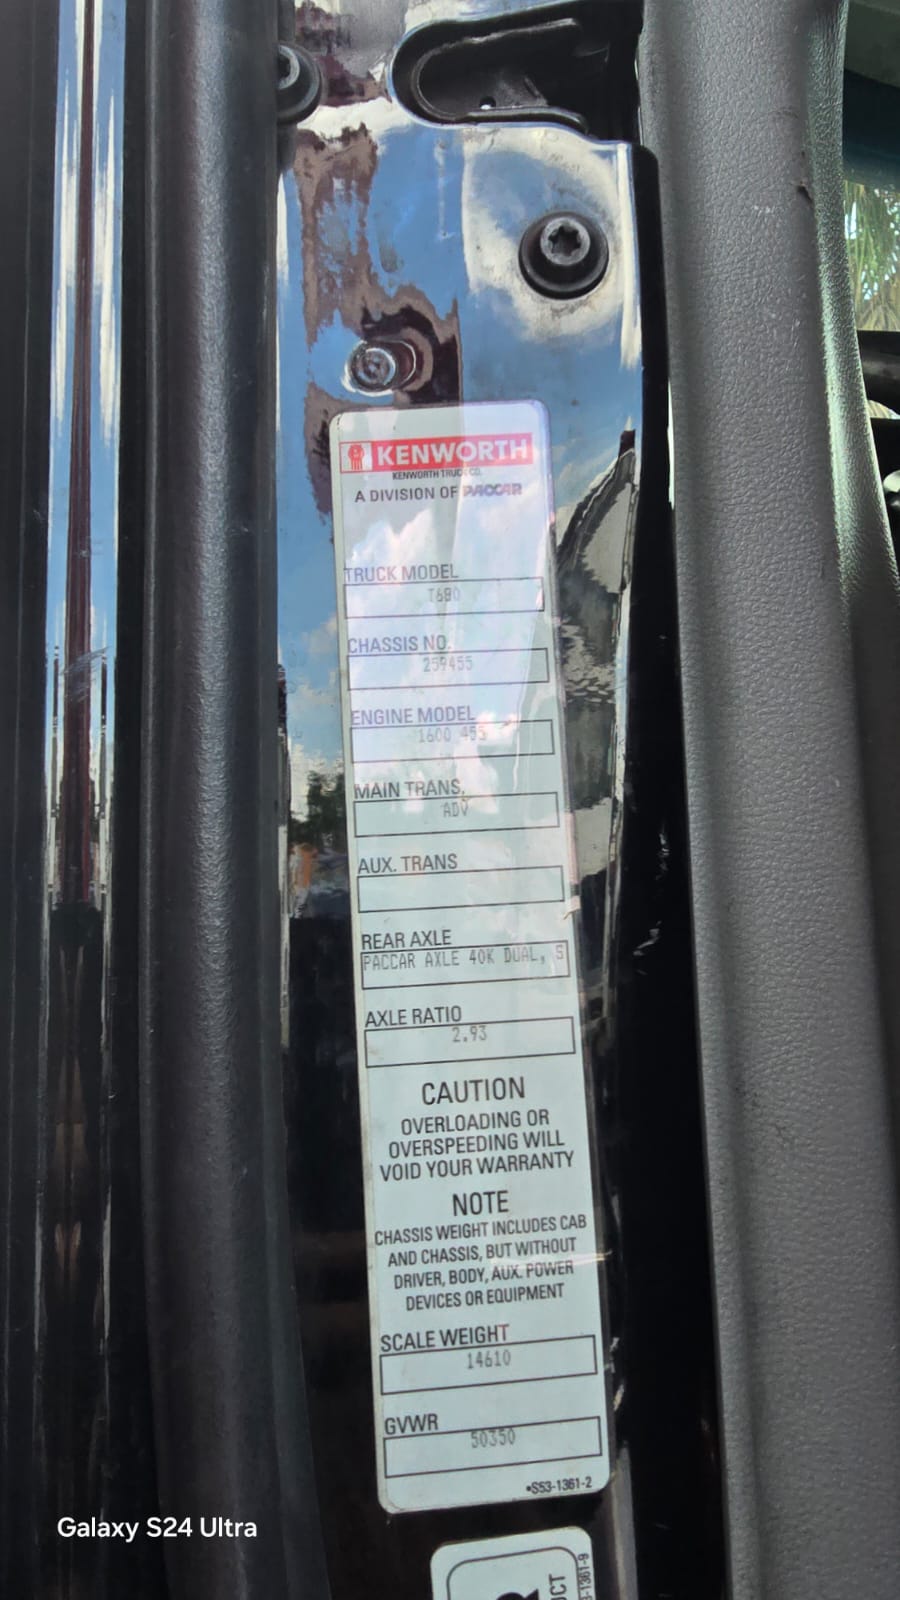 KENWORTH
KENWORTH TRUCK CO.
A DIVISION OF PACCAR
TRUCK MODEL
T680
CHASSIS NO.
259455
ENGINE MODEL
1600 455
MAIN TRANS.
ADV
AUX. TRANS
REAR AXLE
PACCAR AXLE 40K DUAL, S
AXLE RATIO
2.93
CAUTION
OVERLOADING OR
OVERSPEEDING WILL
VOID YOUR WARRANTY
NOTE
CHASSIS WEIGHT INCLUDES CAB
AND CHASSIS, BUT WITHOUT
DRIVER, BODY, AUX. POWER
DEVICES OR EQUIPMENT
SCALE WEIGHT
14610
GVWR
50350
•S53-1361-2
Galaxy S24 Ultra